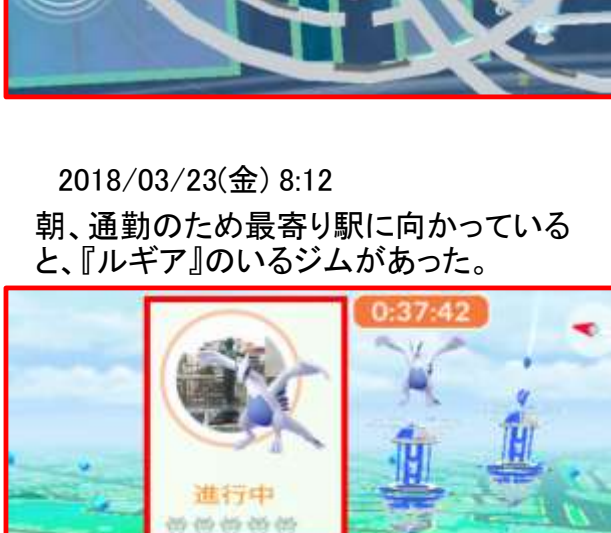 2018/03/23(金) 8:12
朝、通勤のため最寄り駅に向かっている
と、『ルギア』のいるジムがあった。
0:37:42
進行中